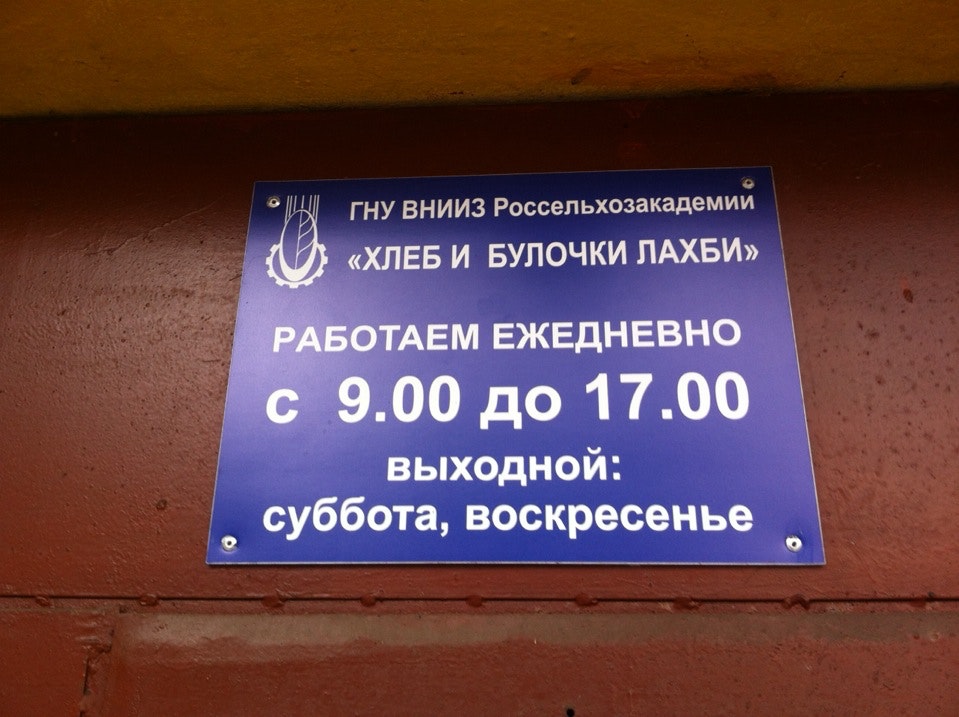 ГНУ ВНИИЗ Россельхозакадемии
«ХЛЕБ И БУЛОЧКИ ЛАХБИ»
РАБОТАЕМ ЕЖЕДНЕВНО
с 9.00 до 17.00
выходной:
суббота, воскресенье